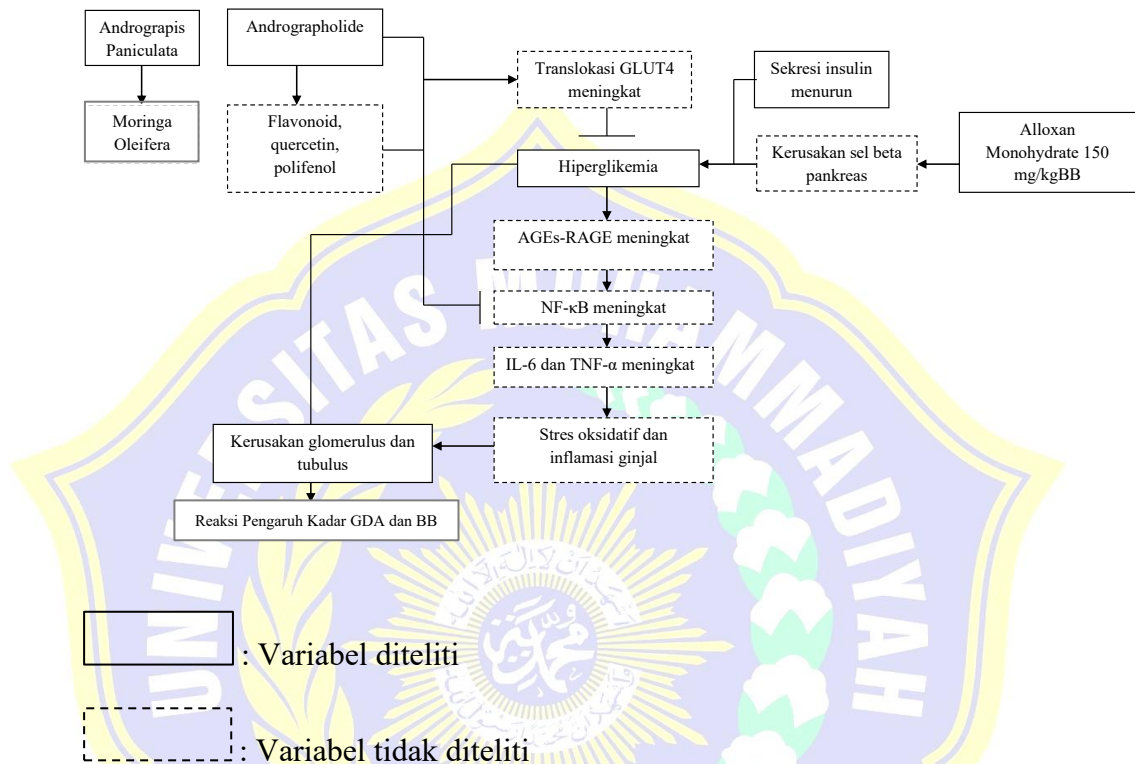 Andrograpis
Paniculata
Andrographolide
Translokasi GLUT4
meningkat
Sekresi insulin
menurun
Moringa
Oleifera
Flavonoid,
quercetin,
polifenol
Hiperglikemia
Kerusakan sel beta
pankreas
Alloxan
Monohydrate 150
mg/kgBB
AGEs-RAGE meningkat
NF-κB meningkat
IL-6 dan TNF-α meningkat
Kerusakan glomerulus dan
tubulus
Stres oksidatif dan
inflamasi ginjal
Reaksi Pengaruh Kadar GDA dan BB
: Variabel diteliti
: Variabel tidak diteliti
UNIVERSITAS MUHAMMADIYAH